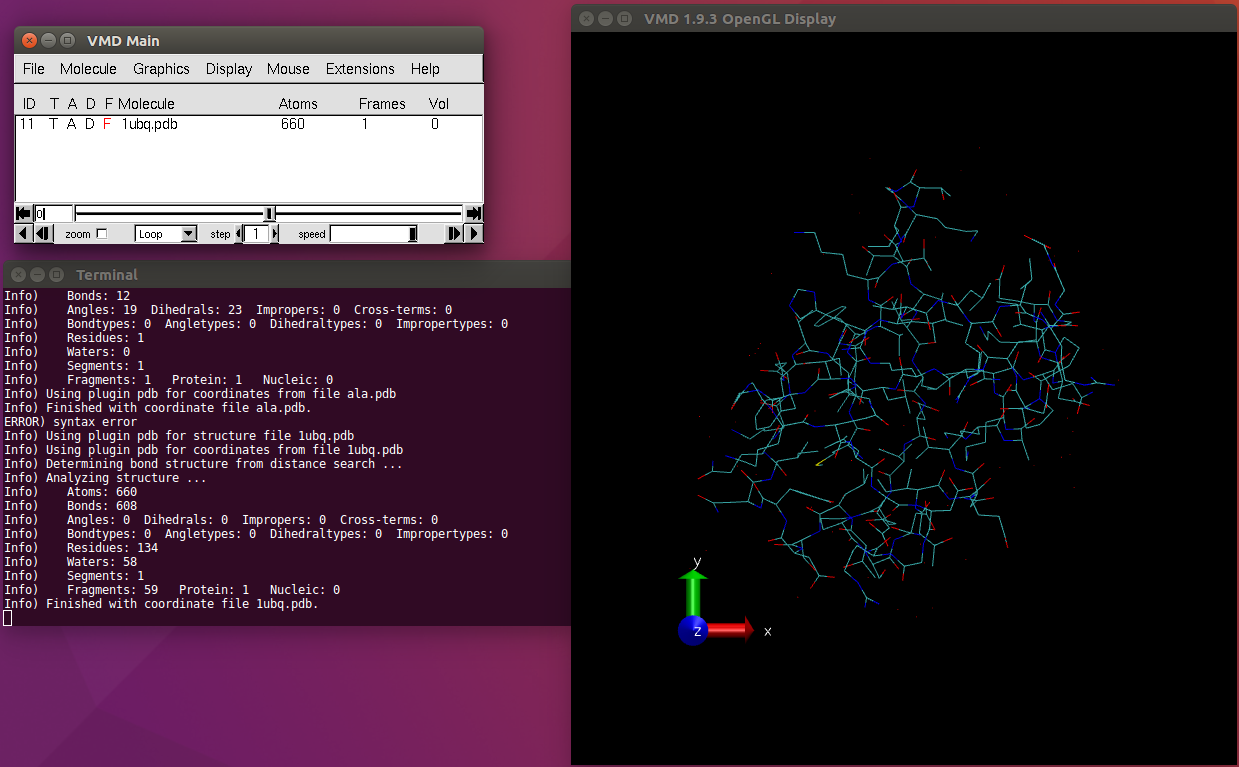 VMD Main
File Molecule Graphics Display Mouse Extensions Help
ID T A D F Molecule Atoms Frames Vol
11 T A D F 1ubq.pdb 660 1 0
0
zoom Loop step 1 speed
Terminal
Info)    Bonds: 12
Info)    Angles: 19  Dihedrals: 23  Impropers: 0  Cross-terms: 0
Info)    Bondtypes: 0  Angletypes: 0  Dihedraltypes: 0  Impropertypes: 0
Info)    Residues: 1
Info)    Waters: 0
Info)    Segments: 1
Info)    Fragments: 1   Protein: 1   Nucleic: 0
Info) Using plugin pdb for coordinates from file ala.pdb
Info) Finished with coordinate file ala.pdb.
ERROR) syntax error
Info) Using plugin pdb for structure file 1ubq.pdb
Info) Using plugin pdb for coordinates from file 1ubq.pdb
Info) Determining bond structure from distance search ...
Info) Analyzing structure ...
Info)    Atoms: 660
Info)    Bonds: 608
Info)    Angles: 0  Dihedrals: 0  Impropers: 0  Cross-terms: 0
Info)    Bondtypes: 0  Angletypes: 0  Dihedraltypes: 0  Impropertypes: 0
Info)    Residues: 134
Info)    Waters: 58
Info)    Segments: 1
Info)    Fragments: 59   Protein: 1   Nucleic: 0
Info) Finished with coordinate file 1ubq.pdb.
VMD 1.9.3 OpenGL Display
y
z x